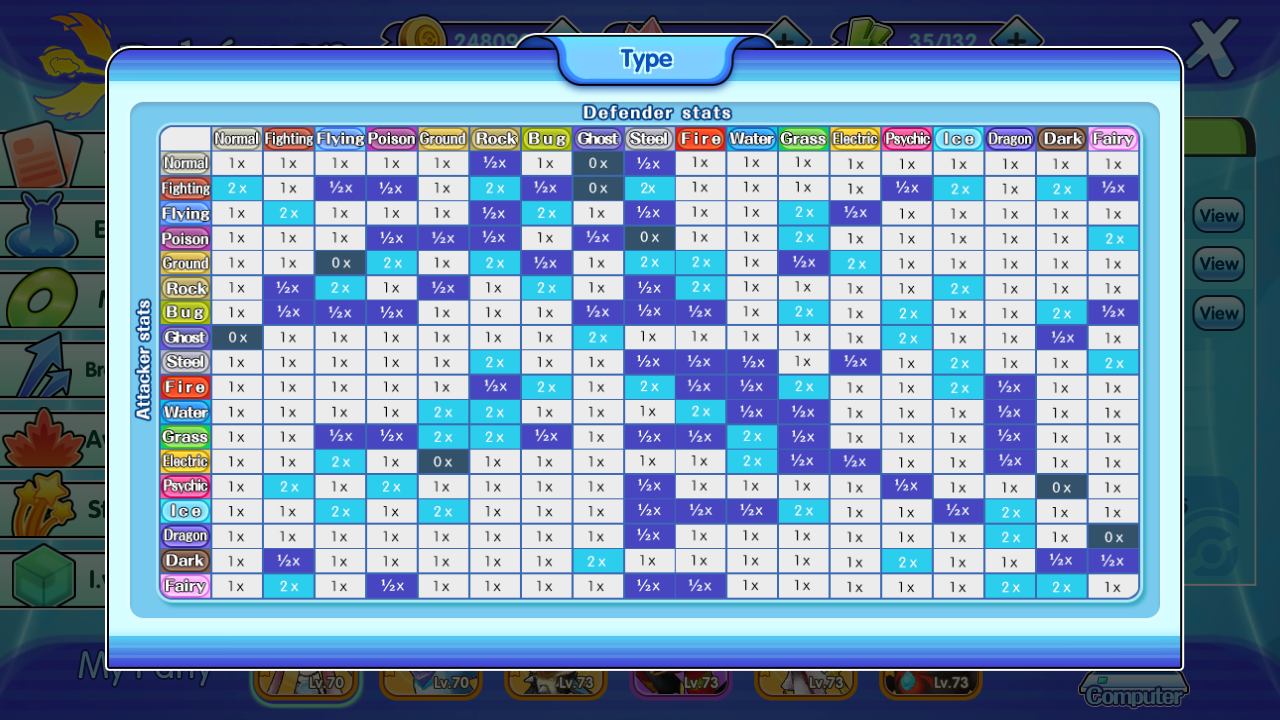 35/132
Type
Defender stats
Normal Fighting Flying Poison Ground Rock Bug Ghost Steel Fire Water Grass Electric Psychic Ice Dragon Dark Fairy
Attacker stats
Normal 1x 1x 1x 1x 1x ½x 1x 0x ½x 1x 1x 1x 1x 1x 1x 1x 1x 1x
Fighting 2x 1x ½x ½x 1x 2x ½x 0x 2x 1x 1x 1x 1x ½x 2x 1x 2x ½x
Flying 1x 2x 1x 1x 1x ½x 2x 1x ½x 1x 1x 2x ½x 1x 1x 1x 1x 1x
Poison 1x 1x 1x ½x ½x ½x 1x ½x 0x 1x 1x 2x 1x 1x 1x 1x 1x 2x
Ground 1x 1x 0x 2x 1x 2x ½x 1x 2x 2x 1x ½x 2x 1x 1x 1x 1x 1x
Rock 1x ½x 2x 1x ½x 1x 2x 1x ½x 2x 1x 1x 1x 1x 2x 1x 1x 1x
Bug 1x ½x ½x ½x 1x 1x 1x ½x ½x ½x 1x 2x 1x 2x 1x 1x 2x ½x
Ghost 0x 1x 1x 1x 1x 1x 1x 2x 1x 1x 1x 1x 1x 2x 1x 1x ½x 1x
Steel 1x 1x 1x 1x 1x 2x 1x 1x ½x ½x ½x 1x ½x 1x 2x 1x 1x 2x
Fire 1x 1x 1x 1x 1x ½x 2x 1x 2x ½x ½x 2x 1x 1x 2x ½x 1x 1x
Water 1x 1x 1x 1x 2x 2x 1x 1x 1x 2x ½x ½x 1x 1x 1x ½x 1x 1x
Grass 1x 1x ½x ½x 2x 2x ½x 1x ½x ½x 2x ½x 1x 1x 1x ½x 1x 1x
Electric 1x 1x 2x 1x 0x 1x 1x 1x 1x 1x 2x ½x ½x 1x 1x ½x 1x 1x
Psychic 1x 2x 1x 2x 1x 1x 1x 1x ½x 1x 1x 1x 1x ½x 1x 1x 0x 1x
Ice 1x 1x 2x 1x 2x 1x 1x 1x ½x ½x ½x 2x 1x 1x ½x 2x 1x 1x
Dragon 1x 1x 1x 1x 1x 1x 1x 1x ½x 1x 1x 1x 1x 1x 1x 2x 1x 0x
Dark 1x ½x 1x 1x 1x 1x 1x 2x 1x 1x 1x 1x 1x 2x 1x 1x ½x ½x
Fairy 1x 2x 1x ½x 1x 1x 1x 1x ½x ½x 1x 1x 1x 1x 1x 2x 2x 1x
View
View
View
My Party
Lv.70 Lv.70 Lv.73 Lv.73 Lv.73 Lv.73
Computer